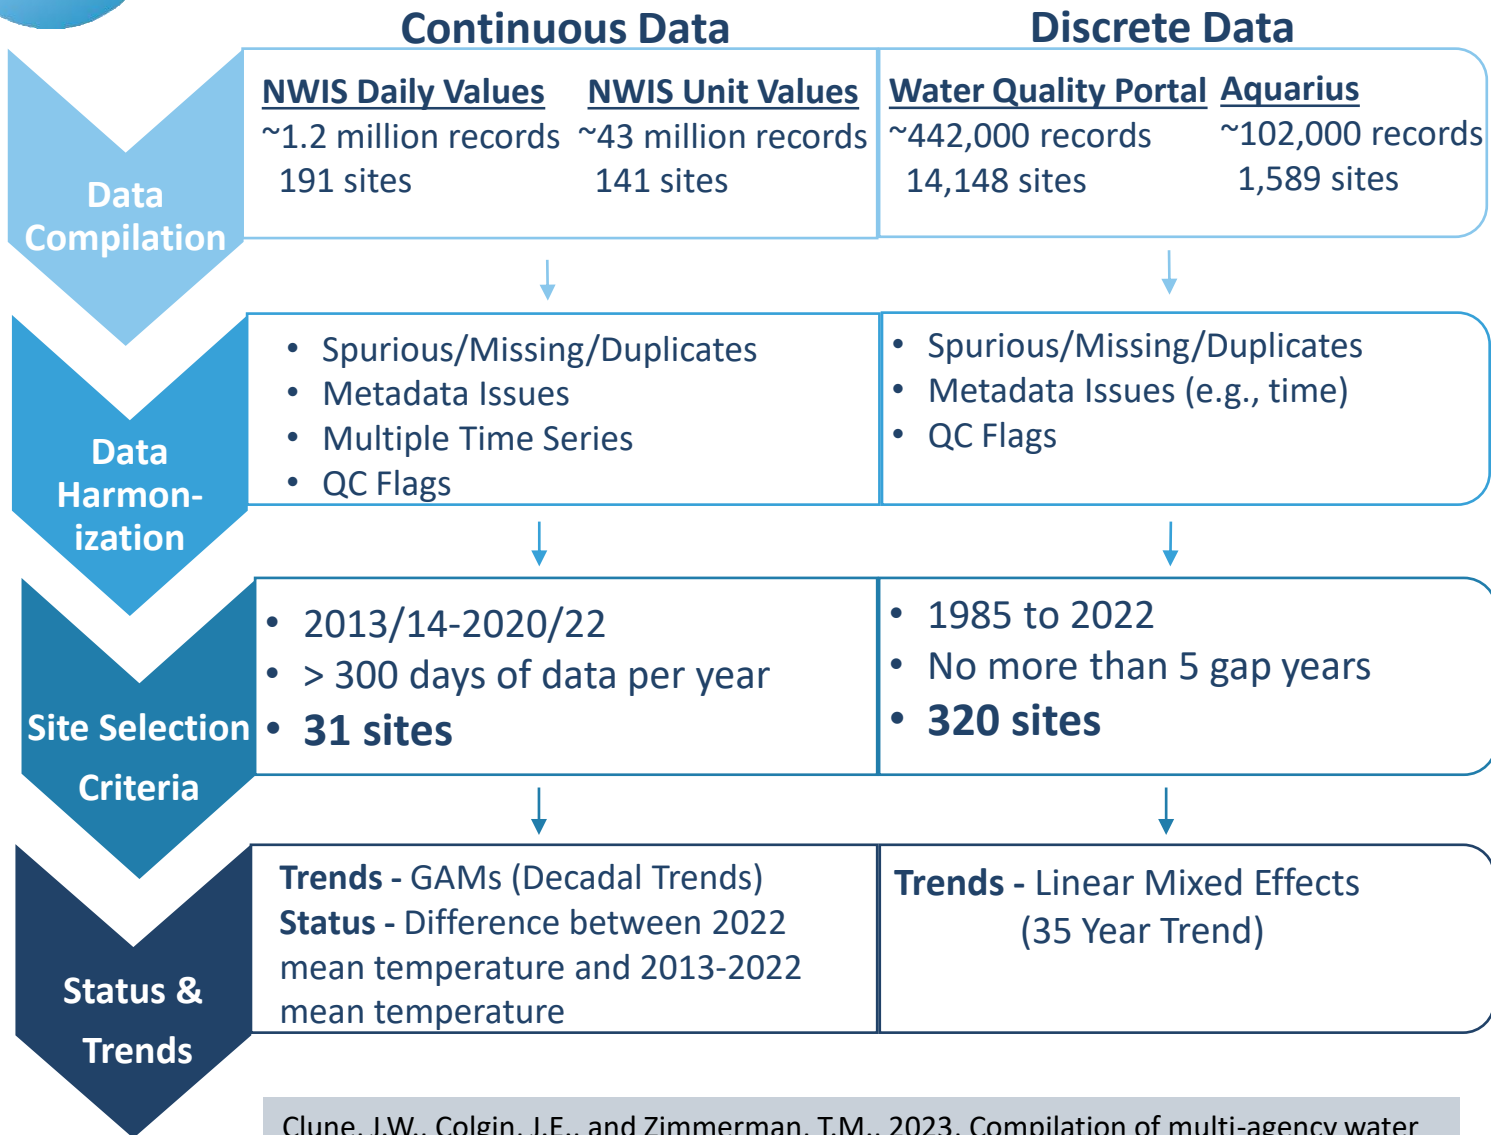 Continuous Data
Discrete Data
Data
Compilation
NWIS Daily Values
~1.2 million records
191 sites
NWIS Unit Values
~43 million records
141 sites
Water Quality Portal
~442,000 records
14,148 sites
Aquarius
~102,000 records
1,589 sites
Data
Harmon-
ization
• Spurious/Missing/Duplicates
• Metadata Issues
• Multiple Time Series
• QC Flags
• Spurious/Missing/Duplicates
• Metadata Issues (e.g., time)
• QC Flags
Site Selection
Criteria
• 2013/14-2020/22
• > 300 days of data per year
• 31 sites
• 1985 to 2022
• No more than 5 gap years
• 320 sites
Status &
Trends
Trends - GAMs (Decadal Trends)
Status - Difference between 2022
mean temperature and 2013-2022
mean temperature
Trends - Linear Mixed Effects
(35 Year Trend)
Clune, J.W., Colgin, J.E., and Zimmerman, T.M., 2023, Compilation of multi-agency water